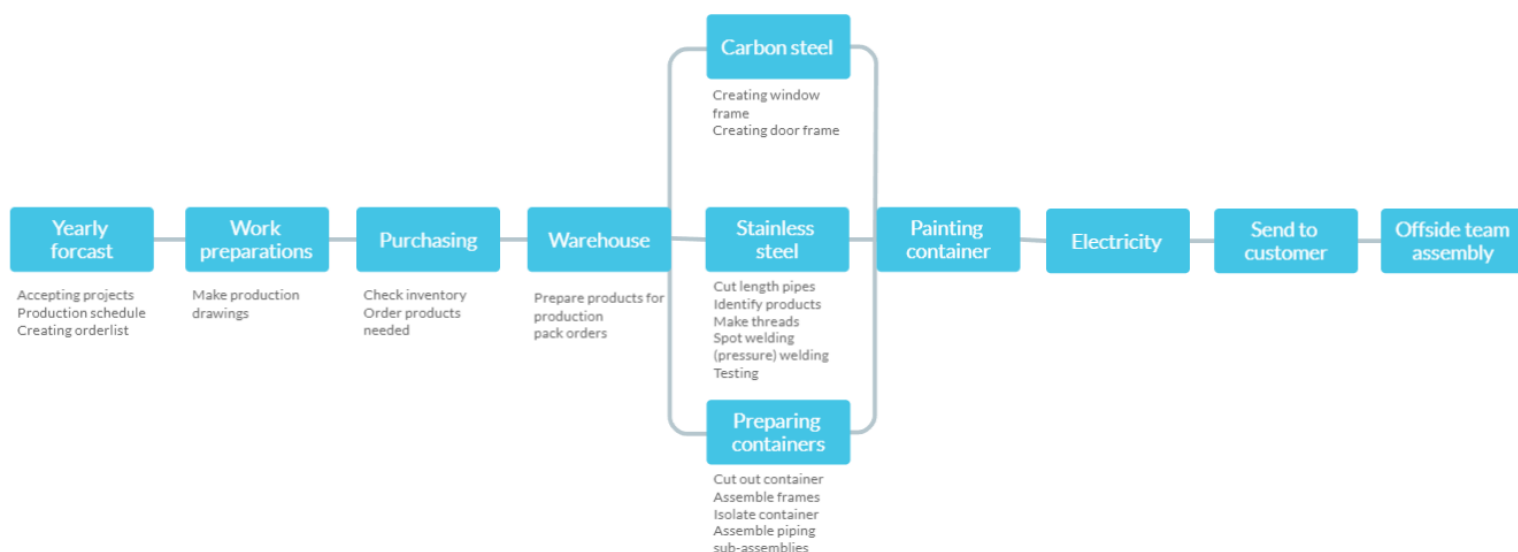 Carbon steel
Creating window
frame
Creating door frame
Yearly
forcast
Accepting projects
Production schedule
Creating orderlist
Work
preparations
Make production
drawings
Purchasing
Check inventory
Order products
needed
Warehouse
Prepare products for
production
pack orders
Stainless
steel
Cut length pipes
Identify products
Make threads
Spot welding
(pressure) welding
Testing
Preparing
containers
Cut out container
Assemble frames
Isolate container
Assemble piping
sub-assemblies
Painting
container
Electricity
Send to
customer
Offside team
assembly